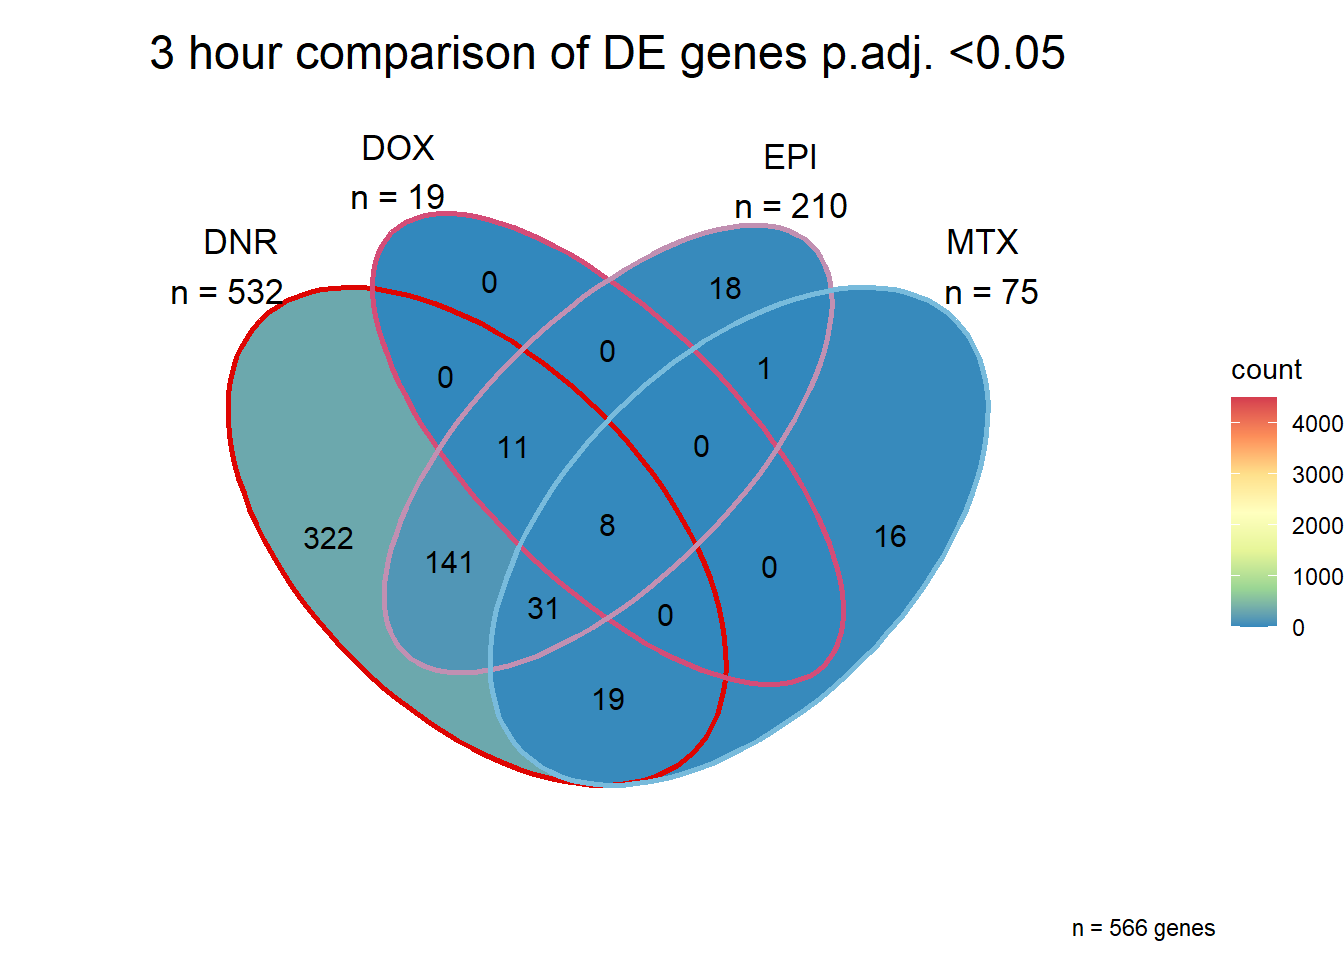 3 hour comparison of DE genes p.adj. <0.05
DOX
n = 19
EPI
n = 210
DNR
n = 532
MTX
n = 75
0
18
0
1
0
11
0
8
322
141
16
0
31
0
19
count
4000
3000
2000
1000
0
n = 566 genes